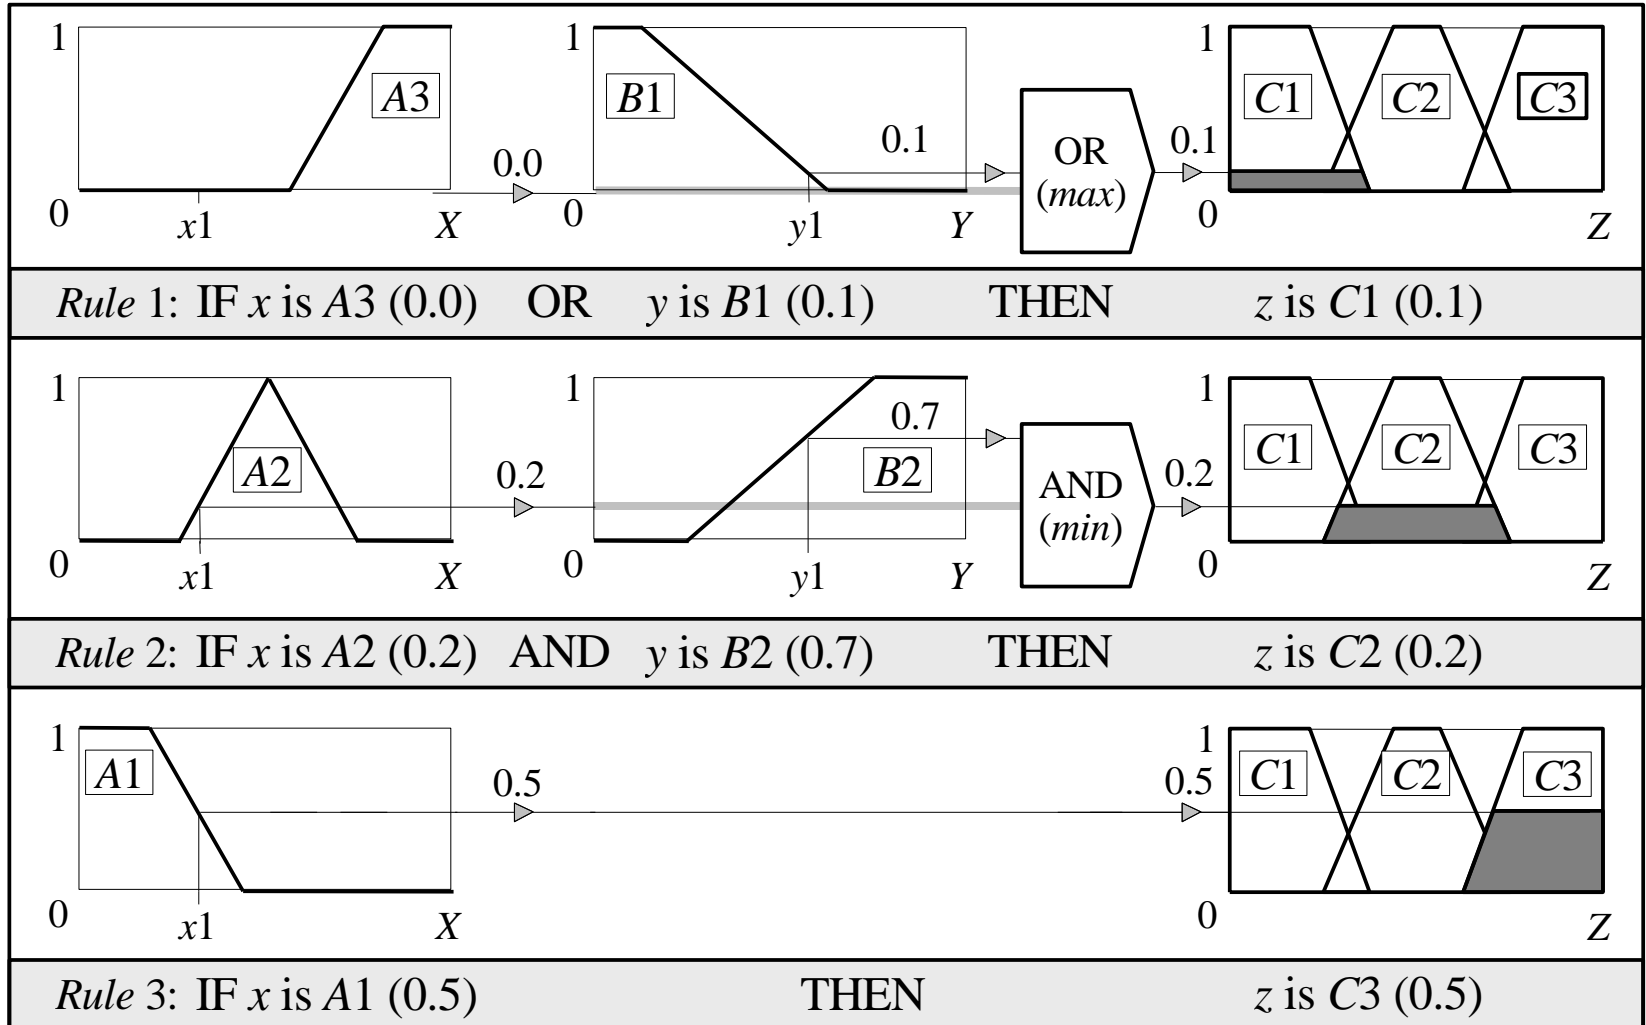 1 A3 0.0 0 x1 X
1 B1 0.1 0 y1 Y
OR
(max)
0.1
1 C1 C2 C3 0 Z
Rule 1: IF x is A3 (0.0) OR y is B1 (0.1) THEN z is C1 (0.1)
1 A2 0.2 0 x1 X
1 0.7 B2 0 y1 Y
AND
(min)
0.2
1 C1 C2 C3 0 Z
Rule 2: IF x is A2 (0.2) AND y is B2 (0.7) THEN z is C2 (0.2)
1 A1 0.5 0 x1 X
1
0.5 C1 C2 C3 0 Z
Rule 3: IF x is A1 (0.5) THEN z is C3 (0.5)